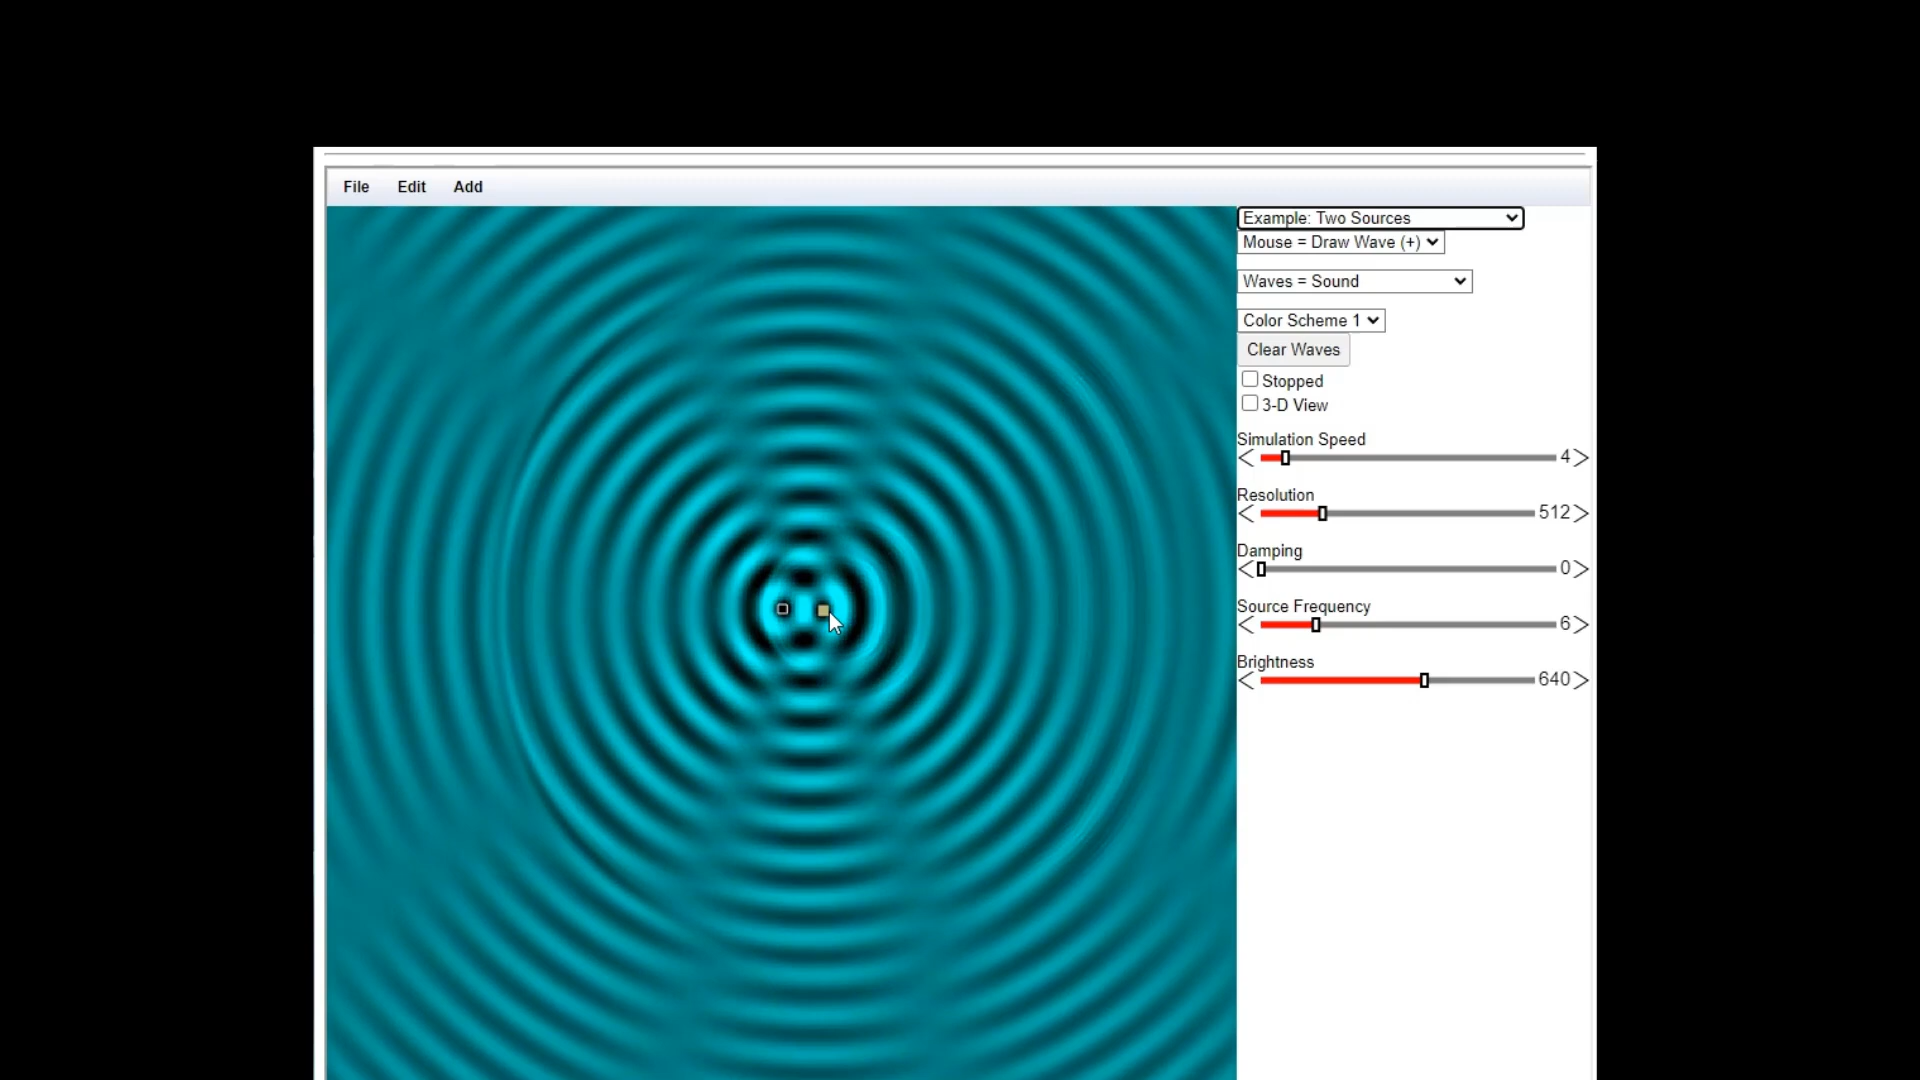 File Edit Add
Example: Two Sources
Mouse = Draw Wave (+)
Waves = Sound
Color Scheme 1
Clear Waves
Stopped
3-D View
Simulation Speed
4
Resolution
512
Damping
0
Source Frequency
6
Brightness
640